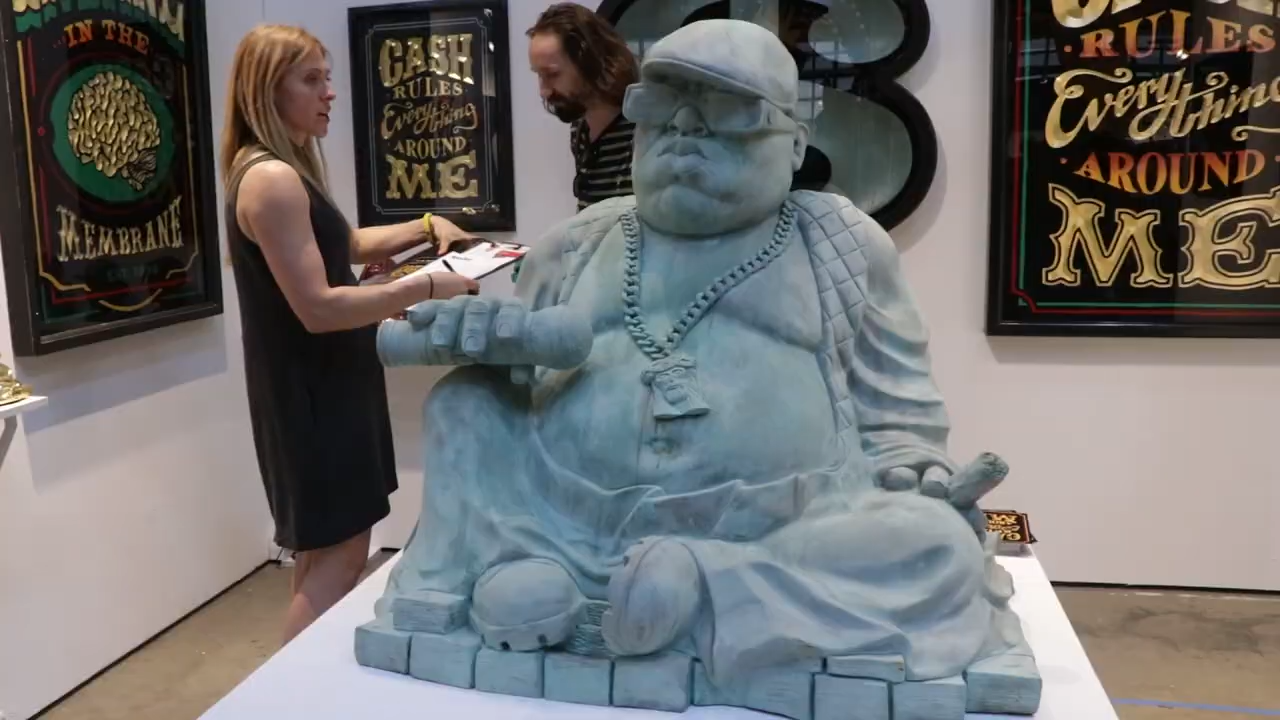 IN THE
MEMBRANE
CASH
RULES
Everything
AROUND
ME
RULES
Everything
AROUND
ME